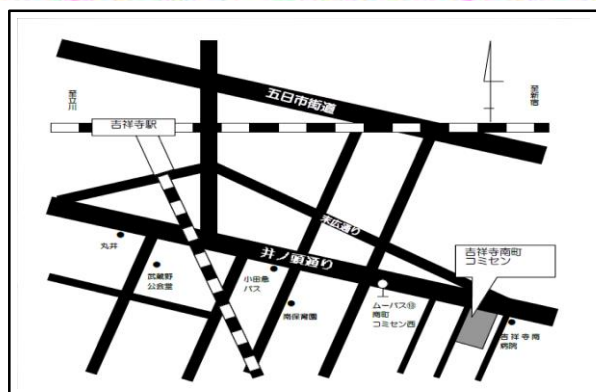 五日市街道
至立川
至新宿
吉祥寺駅
末広通り
吉祥寺南町
コミセン
丸井
井ノ頭通り
武蔵野
公会堂
小田急
バス
ムーバス⑬
南町
コミセン西
南保育園
吉祥寺南
病院